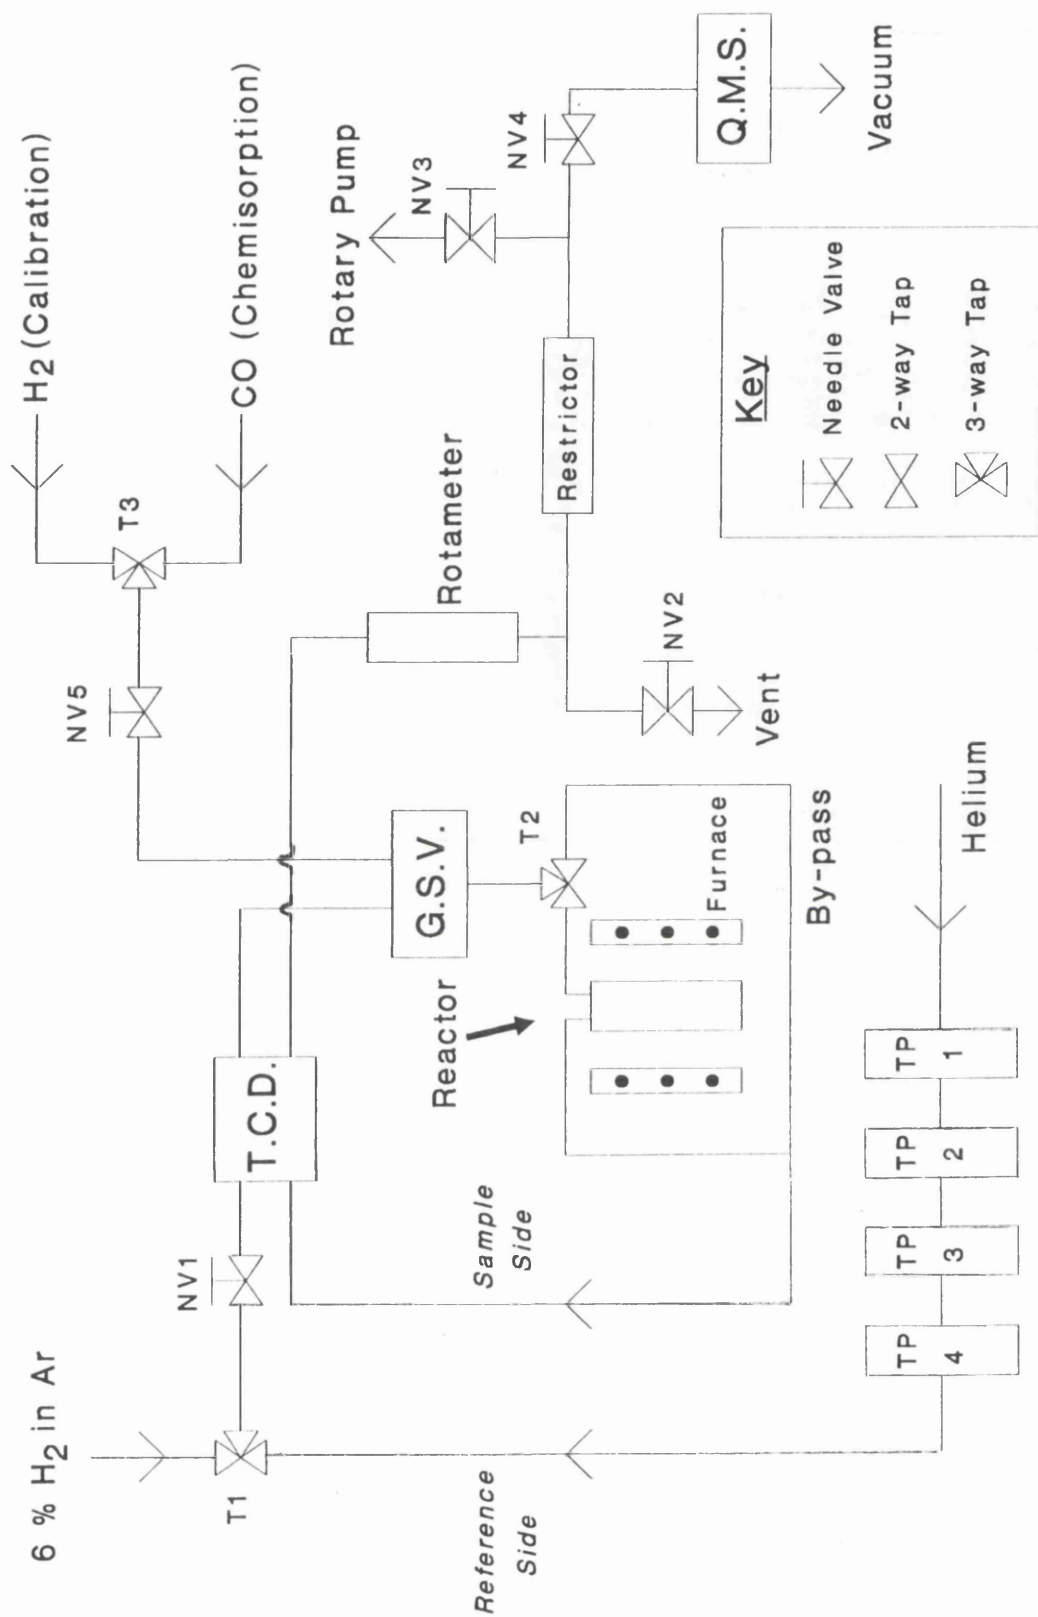 6 % H2 in Ar
T1
NV1
T.C.D.
Reference
Side
Sample
Side
Reactor
G.S.V.
T2
Furnace
By-pass
NV5
T3
H2 (Calibration)
CO (Chemisorption)
Rotameter
Restrictor
NV2
Vent
Rotary Pump
NV3
NV4
Q.M.S.
Vacuum
TP
4
TP
3
TP
2
TP
1
Helium
Key
Needle Valve
2-way Tap
3-way Tap